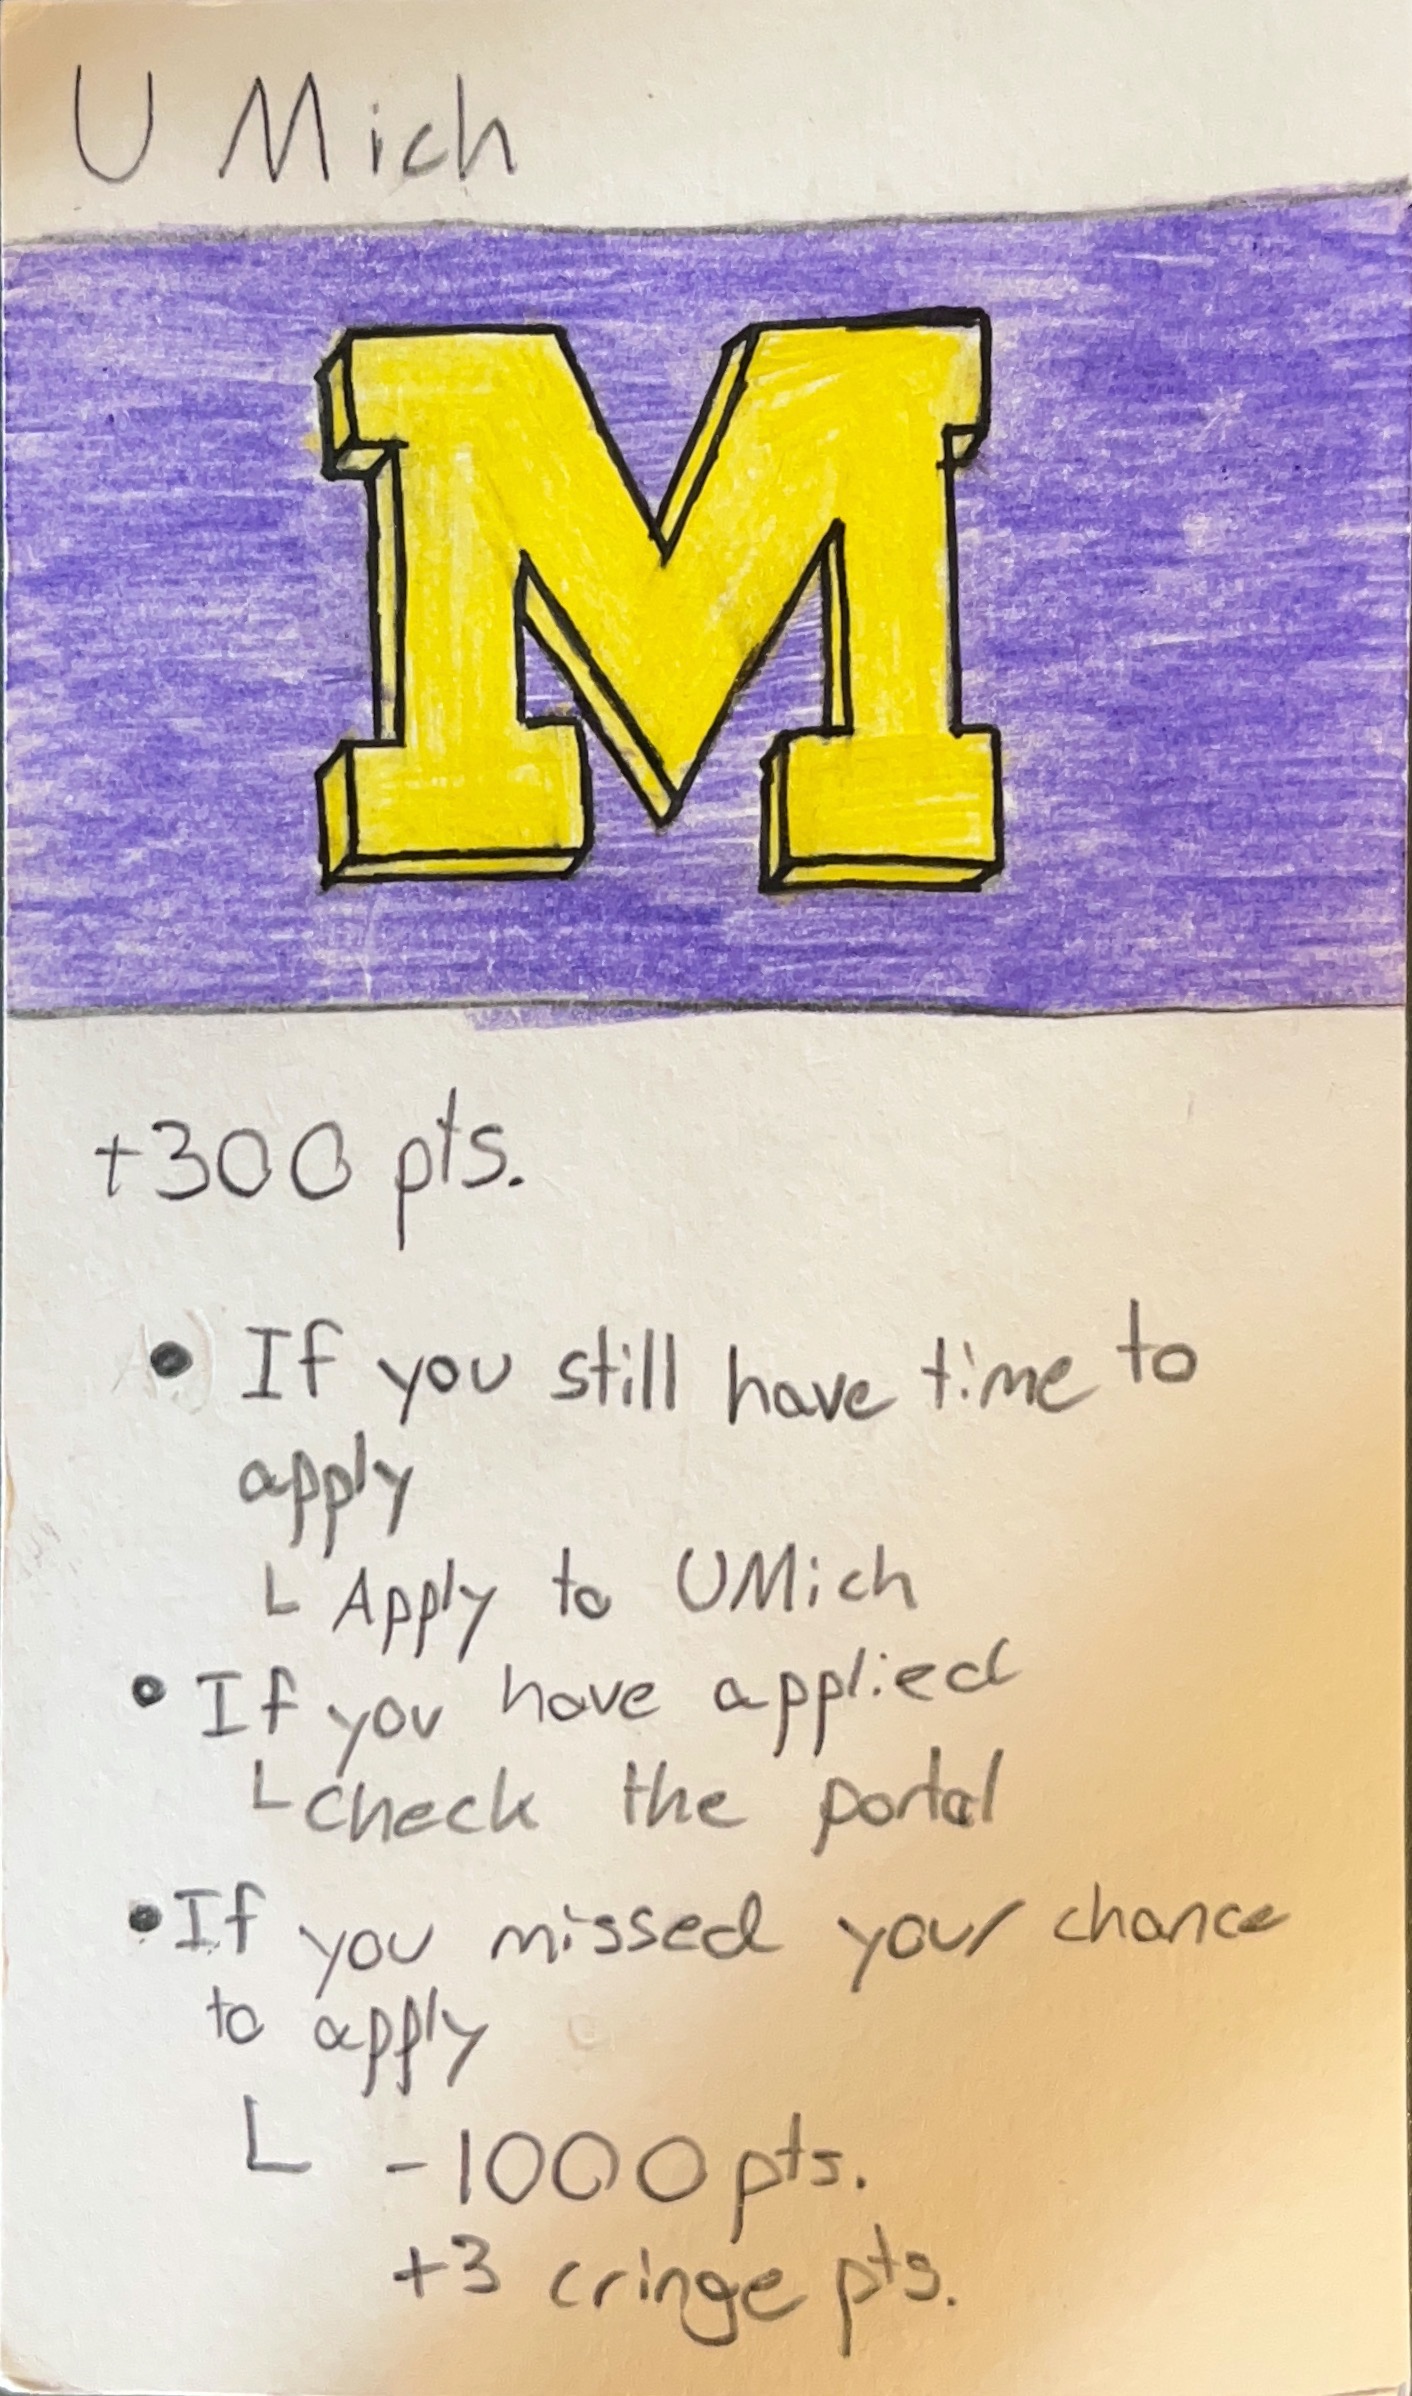 U Mich
M
+300 pts.
• If you still have time to
apply
L Apply to UMich
• If you have applied
L check the portal
• If you missed your chance
to apply
L -1000 pts.
+3 cringe pts.